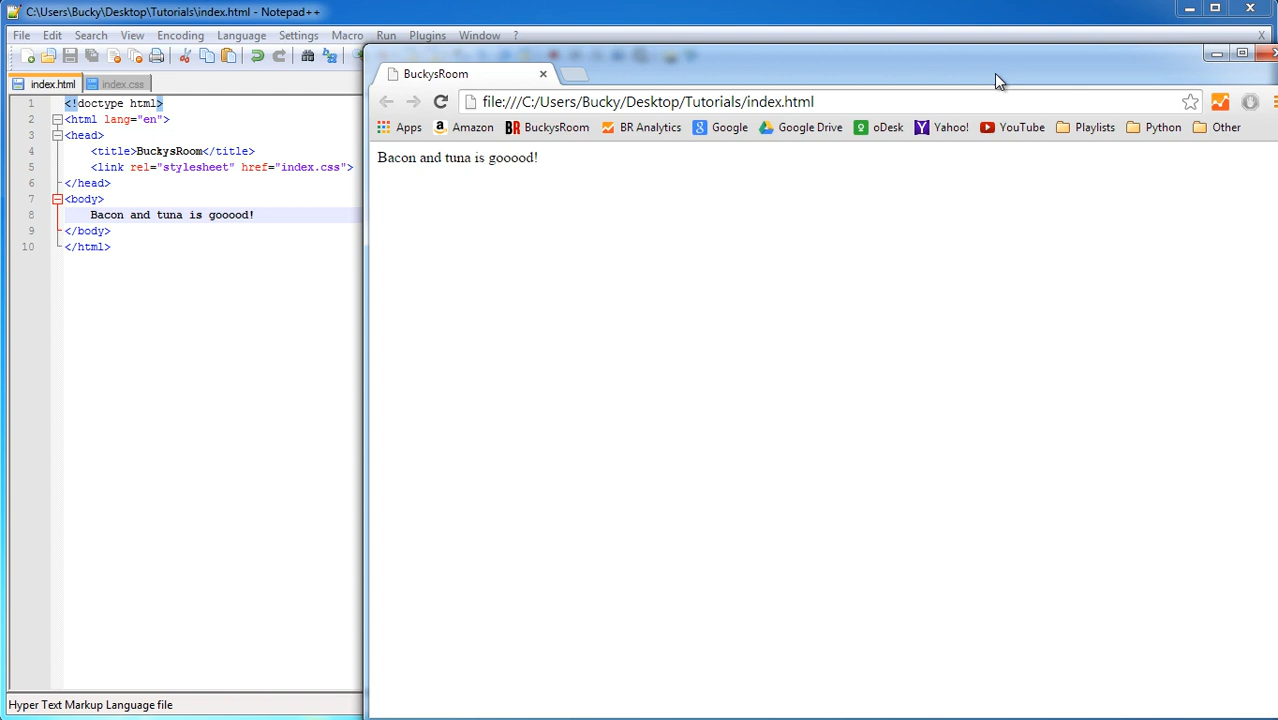 C:\Users\Bucky\Desktop\Tutorials\index.html - Notepad++
File Edit Search View Encoding Language Settings Macro Run Plugins Window ? X
index.html index.css
1 <!doctype html>
2 <html lang="en">
3 <head>
4 <title>BuckysRoom</title>
5 <link rel="stylesheet" href="index.css">
6 </head>
7 <body>
8 Bacon and tuna is gooood!
9 </body>
10 </html>
Hyper Text Markup Language file
BuckysRoom
file:///C:/Users/Bucky/Desktop/Tutorials/index.html
Apps Amazon BR BuckysRoom BR Analytics Google Google Drive oDesk Yahoo! YouTube Playlists Python Other
Bacon and tuna is gooood!